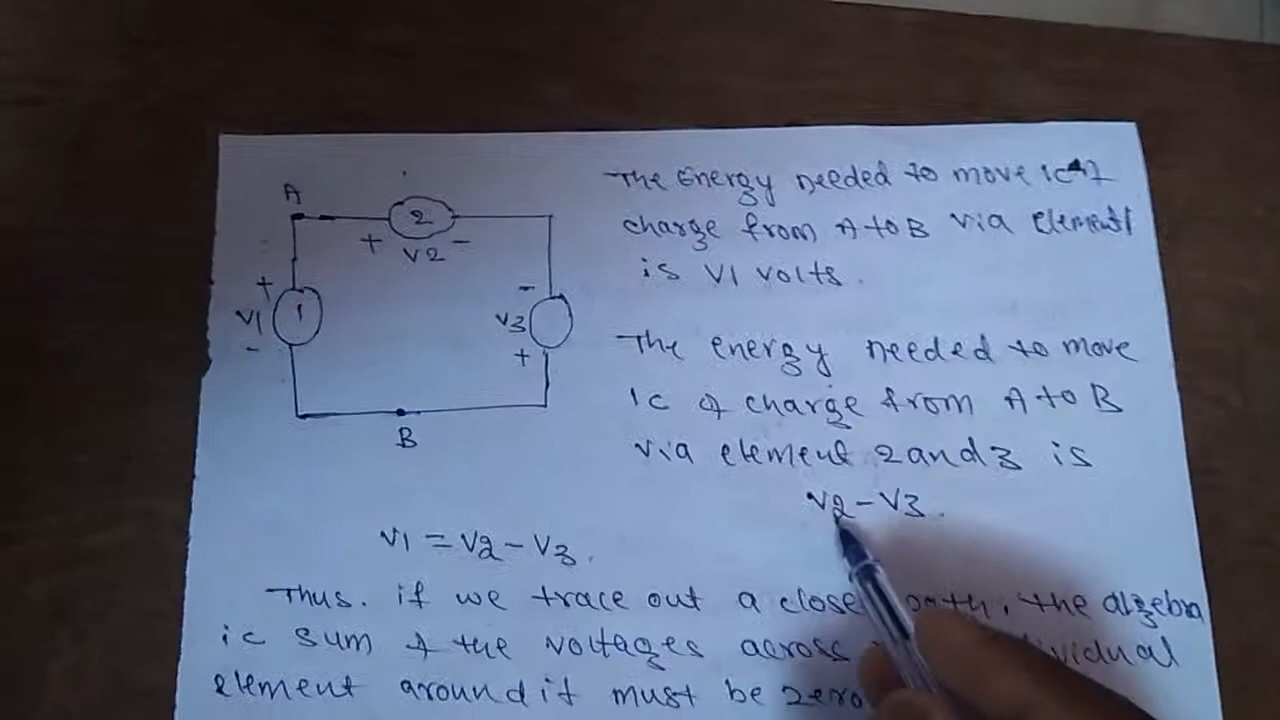 A
2
+ V2 -
+
V1
-
1
-
V3
+
B
The Energy needed to move 1C of
charge from A to B via element 1
is V1 volts.
The energy needed to move
1C of charge from A to B
via element 2 and 3 is
V2 - V3.
V1 = V2 - V3.
Thus. if we trace out a close the algebra
ic sum of the voltages across
element around it must be zero